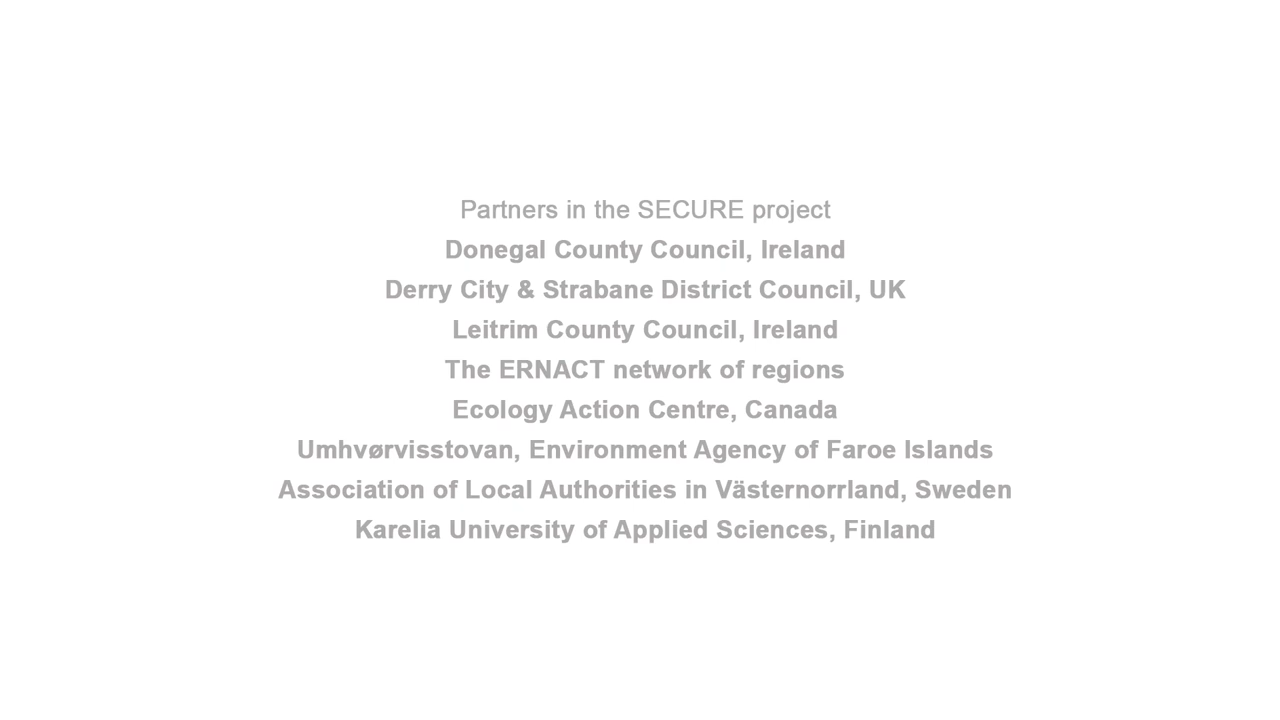 Partners in the SECURE project
Donegal County Council, Ireland
Derry City & Strabane District Council, UK
Leitrim County Council, Ireland
The ERNACT network of regions
Ecology Action Centre, Canada
Umhvørvisstovan, Environment Agency of Faroe Islands
Association of Local Authorities in Västernorrland, Sweden
Karelia University of Applied Sciences, Finland